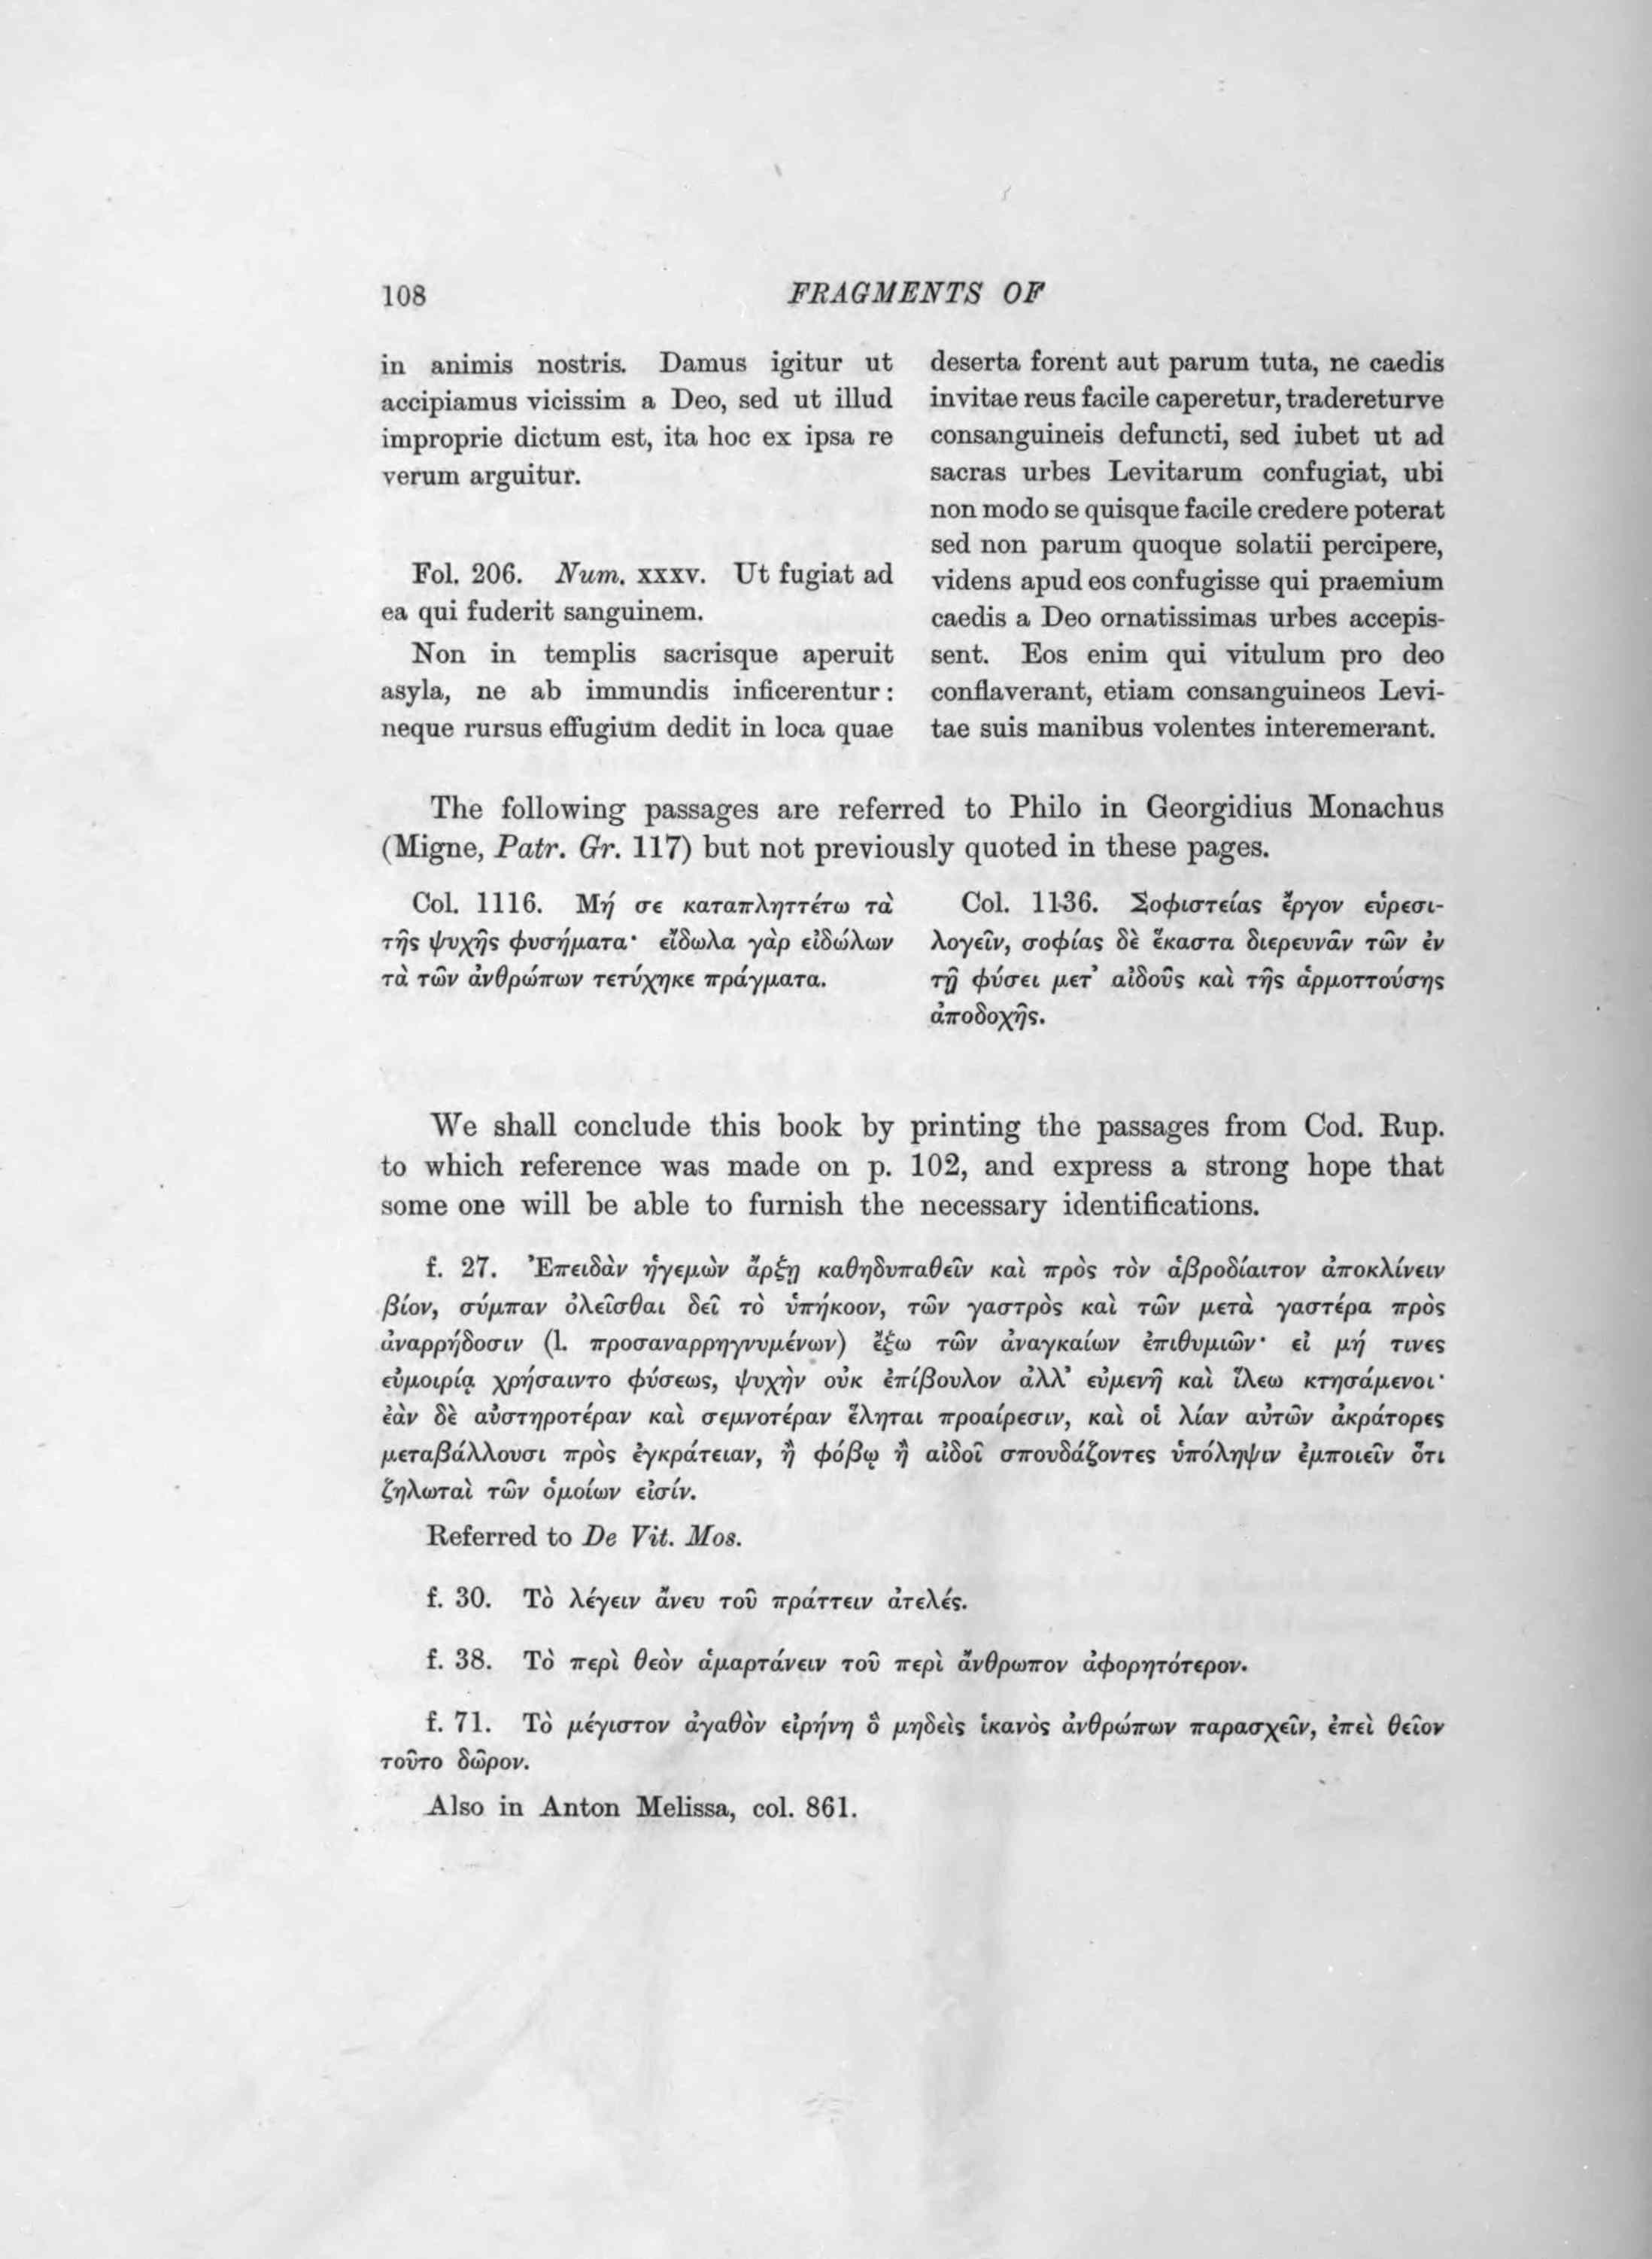 108
FRAGMENTS OF
in animis nostris. Damus igitur ut
accipiamus vicissim a Deo, sed ut illud
improprie dictum est, ita hoc ex ipsa re
verum arguitur.
Fol. 206. Num. xxxv. Ut fugiat ad
ea qui fuderit sanguinem.
Non in templis sacrisque aperuit
asyla, ne ab immundis inficerentur:
neque rursus effugium dedit in loca quae
deserta forent aut parum tuta, ne caedis
invitae reus facile caperetur, tradereturve
consanguineis defuncti, sed iubet ut ad
sacras urbes Levitarum confugiat, ubi
non modo se quisque facile credere poterat
sed non parum quoque solatii percipere,
videns apud eos confugisse qui praemium
caedis a Deo ornatissimas urbes accepis-
sent. Eos enim qui vitulum pro deo
conflaverant, etiam consanguineos Levi-
tae suis manibus volentes interemerant.
The following passages are referred to Philo in Georgidius Monachus
(Migne, Patr. Gr. 117) but not previously quoted in these pages.
Col. 1116. Μή σε καταπληττέτω τὰ
τῆς ψυχῆς φυσήματα· εἴδωλα γὰρ εἰδώλων
τὰ τῶν ἀνθρώπων τετύχηκε πράγματα.
Col. 1136. Σοφιστείας ἔργον εὑρεσι-
λογεῖν, σοφίας δὲ ἕκαστα διερευνᾶν τῶν ἐν
τῇ φύσει μετ’ αἰδοῦς καὶ τῆς ἁρμοττούσης
ἀποδοχῆς.
We shall conclude this book by printing the passages from Cod. Rup.
to which reference was made on p. 102, and express a strong hope that
some one will be able to furnish the necessary identifications.
f. 27. Ἐπειδὰν ἡγεμὼν ἄρξῃ καθηδυπαθεῖν καὶ πρὸς τὸν ἁβροδίαιτον ἀποκλίνειν
βίον, σύμπαν ὀλεῖσθαι δεῖ τὸ ὑπήκοον, τῶν γαστρὸς καὶ τῶν μετὰ γαστέρα πρὸς
ἀναρρήδοσιν (l. προσαναρρηγνυμένων) ἔξω τῶν ἀναγκαίων ἐπιθυμιῶν· εἰ μή τινες
εὐμοιρίᾳ χρήσαιντο φύσεως, ψυχὴν οὐκ ἐπίβουλον ἀλλ’ εὐμενῆ καὶ ἵλεω κτησάμενοι·
ἐὰν δὲ αὐστηροτέραν καὶ σεμνοτέραν ἕληται προαίρεσιν, καὶ οἱ λίαν αὐτῶν ἀκράτορες
μεταβάλλουσι πρὸς ἐγκράτειαν, ἢ φόβῳ ἢ αἰδοῖ σπουδάζοντες ὑπόληψιν ἐμποιεῖν ὅτι
ζηλωταὶ τῶν ὁμοίων εἰσίν.
Referred to De Vit. Mos.
f. 30. Τὸ λέγειν ἄνευ τοῦ πράττειν ἀτελές.
f. 38. Τὸ περὶ θεὸν ἁμαρτάνειν τοῦ περὶ ἄνθρωπον ἀφορητότερον.
f. 71. Τὸ μέγιστον ἀγαθὸν εἰρήνη ὃ μηδεὶς ἱκανὸς ἀνθρώπων παρασχεῖν, ἐπεὶ θεῖον
τοῦτο δῶρον.
Also in Anton Melissa, col. 861.